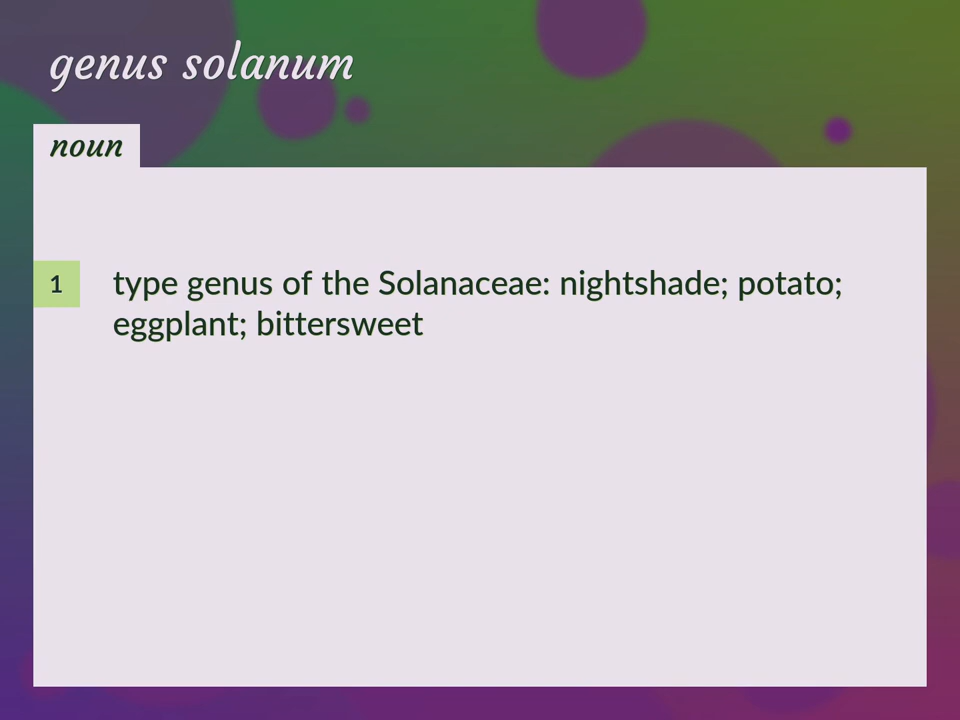 genus solanum
noun
1
type genus of the Solanaceae: nightshade; potato;
eggplant; bittersweet